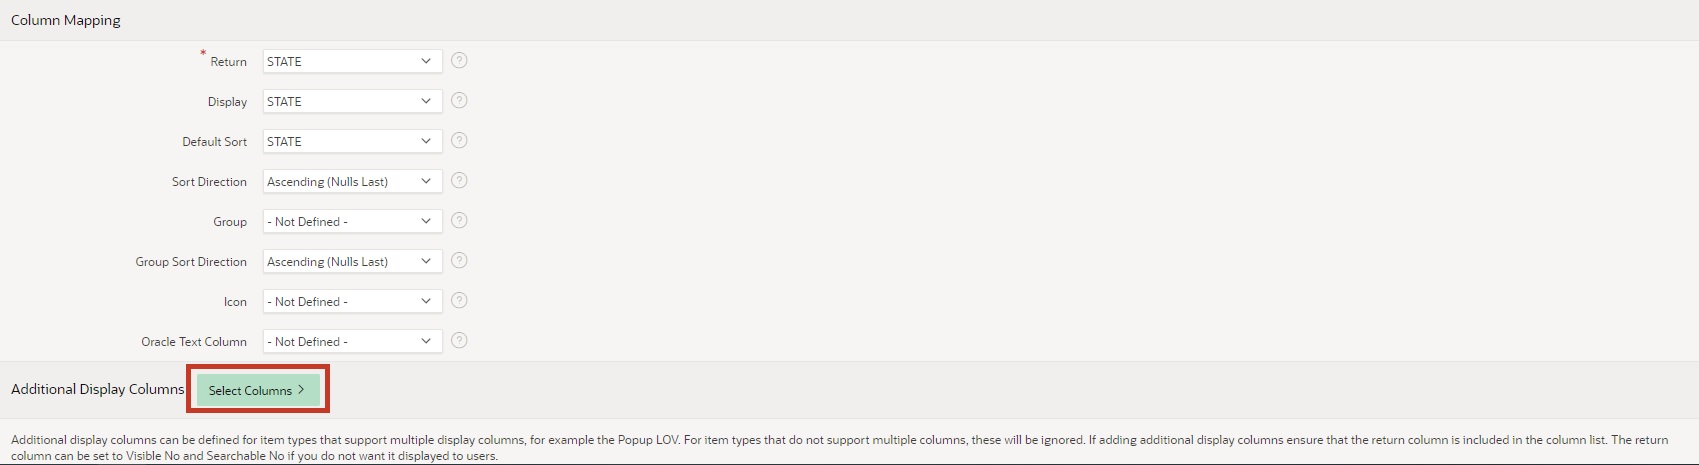 Column Mapping
* Return STATE ?
Display STATE ?
Default Sort STATE ?
Sort Direction Ascending (Nulls Last) ?
Group - Not Defined - ?
Group Sort Direction Ascending (Nulls Last) ?
Icon - Not Defined - ?
Oracle Text Column - Not Defined - ?
Additional Display Columns Select Columns >
Additional display columns can be defined for item types that support multiple display columns, for example the Popup LOV. For item types that do not support multiple columns, these will be ignored. If adding additional display columns ensure that the return column is included in the column list. The return
column can be set to Visible No and Searchable No if you do not want it displayed to users.